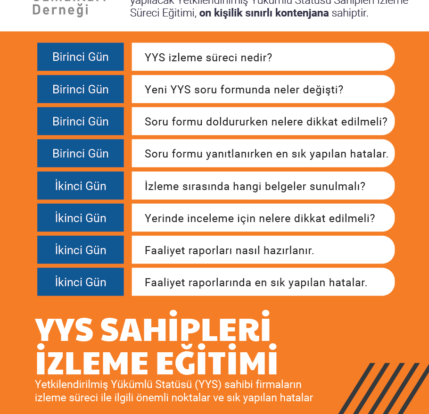 Derneği
yapılacak Yetkilendirilmiş Yükümlü Statüsü Sahipleri İzleme
Süreci Eğitimi, on kişilik sınırlı kontenjana sahiptir.
Birinci Gün YYS izleme süreci nedir?
Birinci Gün Yeni YYS soru formunda neler değişti?
Birinci Gün Soru formu doldururken nelere dikkat edilmeli?
Birinci Gün Soru formu yanıtlanırken en sık yapılan hatalar.
İkinci Gün İzleme sırasında hangi belgeler sunulmalı?
İkinci Gün Yerinde inceleme için nelere dikkat edilmeli?
İkinci Gün Faaliyet raporları nasıl hazırlanır.
İkinci Gün Faaliyet raporlarında en sık yapılan hatalar.
YYS SAHİPLERİ
İZLEME EĞİTİMİ
Yetkilendirilmiş Yükümlü Statüsü (YYS) sahibi firmaların
izleme süreci ile ilgili önemli noktalar ve sık yapılan hatalar